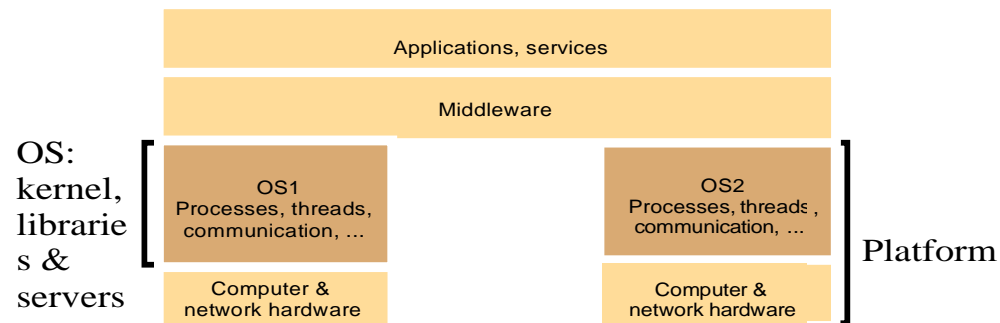 Applications, services
Middleware
OS:
kernel,
librarie
s &
servers
OS1
Processes, threads,
communication, ...
Computer &
network hardware
OS2
Processes, threads ,
communication, ...
Computer &
network hardware
Platform